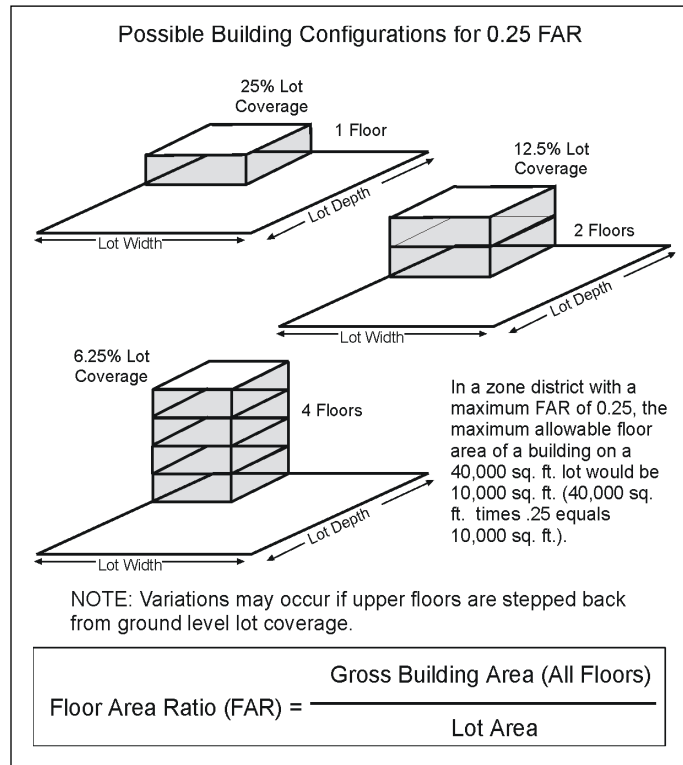 Possible Building Configurations for 0.25 FAR
25% Lot
Coverage
1 Floor
Lot Depth
Lot Width
12.5% Lot
Coverage
2 Floors
Lot Depth
Lot Width
6.25% Lot
Coverage
4 Floors
Lot Depth
Lot Width
In a zone district with a
maximum FAR of 0.25, the
maximum allowable floor
area of a building on a
40,000 sq. ft. lot would be
10,000 sq. ft. (40,000 sq.
ft. times .25 equals
10,000 sq. ft.).
NOTE: Variations may occur if upper floors are stepped back
from ground level lot coverage.
Floor Area Ratio (FAR) =
Gross Building Area (All Floors)
Lot Area